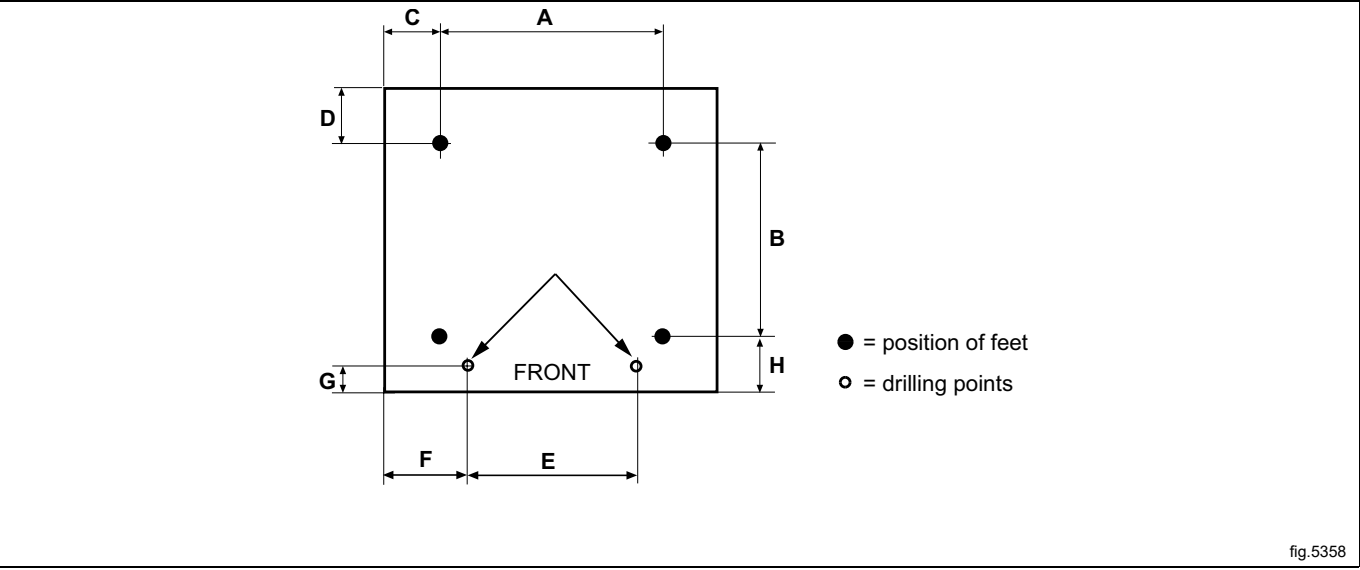 C A
D
B
= position of feet
H
G FRONT
= drilling points
F E
fig.5358